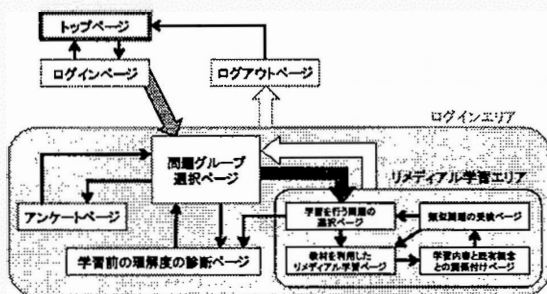 トップページ
ログインページ
ログアウトページ
ログインエリア
問題グループ
選択ページ
リメディアル学習エリア
アンケートページ
学習を行う問題の
選択ページ
類似問題の受検ページ
学習前の理解度の診断ページ
教材を利用した
リメディアル学習ページ
学習内容と既有概念
との関係付けページ